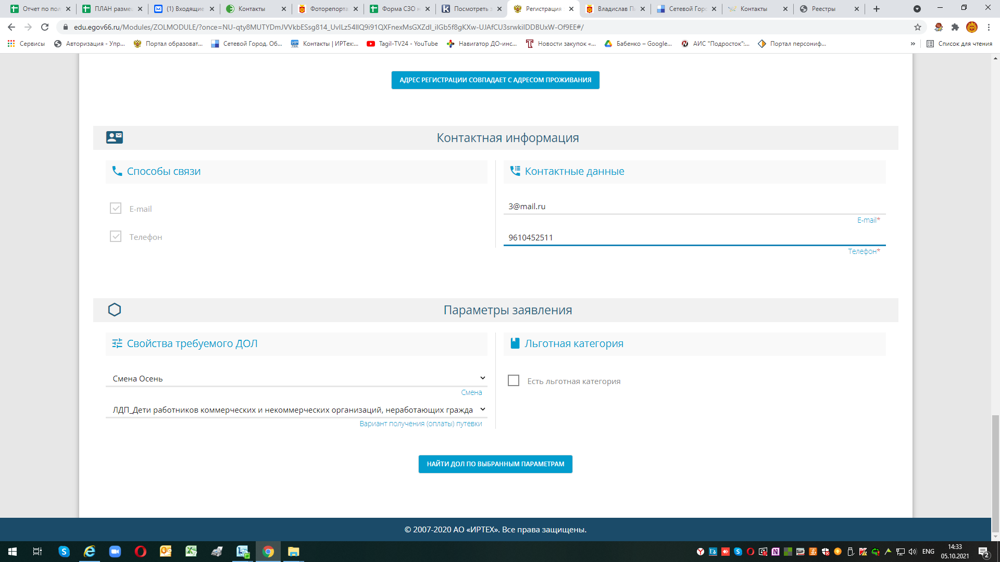 Отчет по пол
ПЛАН разме
(1) Входящие
Контакты
Фоторепорта
Форма СЗО н
Посмотреть з
Регистрация
Владислав Пи
Сетевой Горо
Контакты
Реестры
edu.egov66.ru/Modules/ZOLMODULE/?once=
Сервисы
Авторизация - Упр...
Портал образоват...
Сетевой Город. Об...
Контакты | ИРТех:...
Tagil-TV24 - YouTube
Навигатор ДО-инс...
Новости закупок «...
Бабенко – Google...
АИС "Подросток":...
Портал персониф...
»
Список для чтения
АДРЕС РЕГИСТРАЦИИ СОВПАДАЕТ С АДРЕСОМ ПРОЖИВАНИЯ
Контактная информация
Способы связи
Контактные данные
E-mail
3@mail.ru
E-mail*
Телефон
9610452511
Телефон*
Параметры заявления
Свойства требуемого ДОЛ
Льготная категория
Смена Осень
Смена
Есть льготная категория
ЛДП_Дети работников коммерческих и некоммерческих организаций, неработающих гражда
Вариант получения (оплаты) путевки
НАЙТИ ДОЛ ПО ВЫБРАННЫМ ПАРАМЕТРАМ
© 2007-2020 АО «ИРТЕХ». Все права защищены.
ENG
14:33
05.10.2021
2